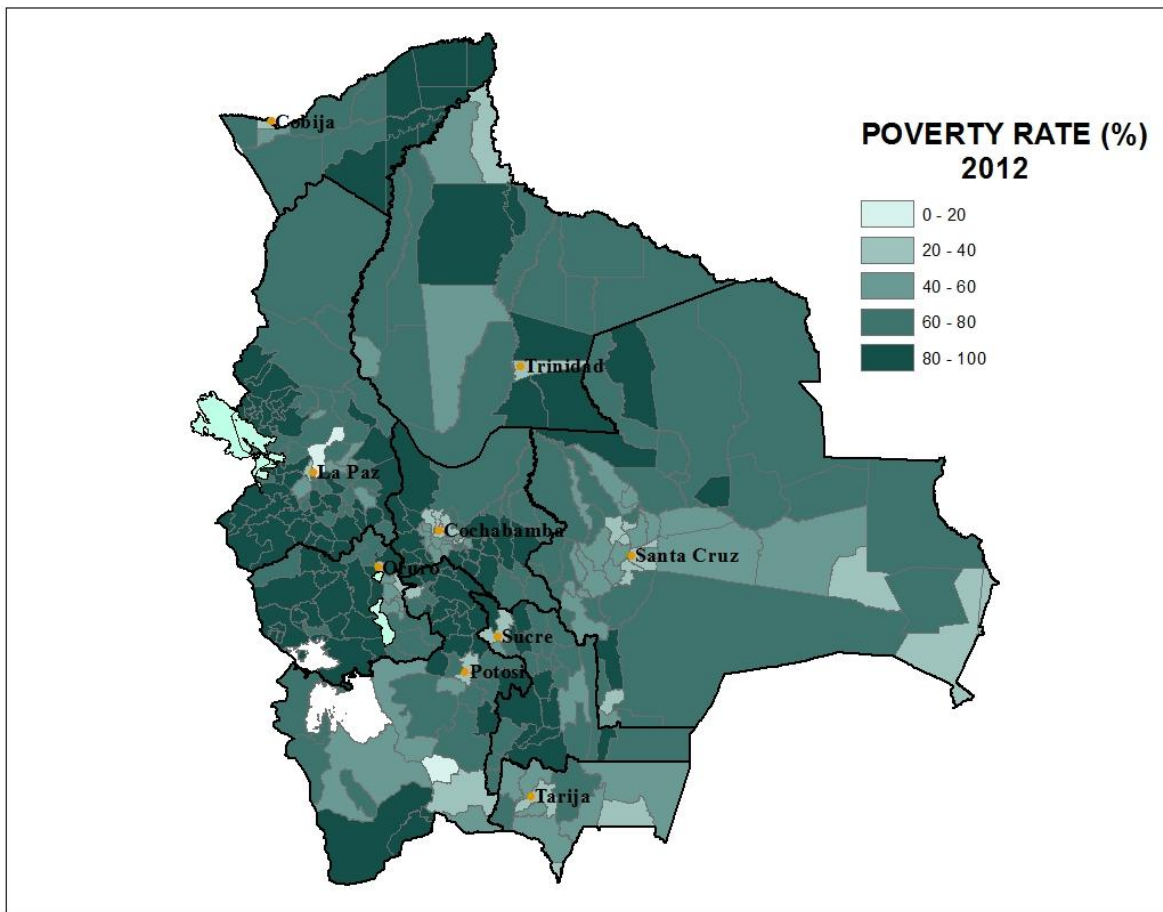 Cobija
POVERTY RATE (%)
2012
0 - 20
20 - 40
40 - 60
60 - 80
80 - 100
Trinidad
La Paz
Cochabamba
Santa Cruz
Oruro
Sucre
Potosi
Tarija